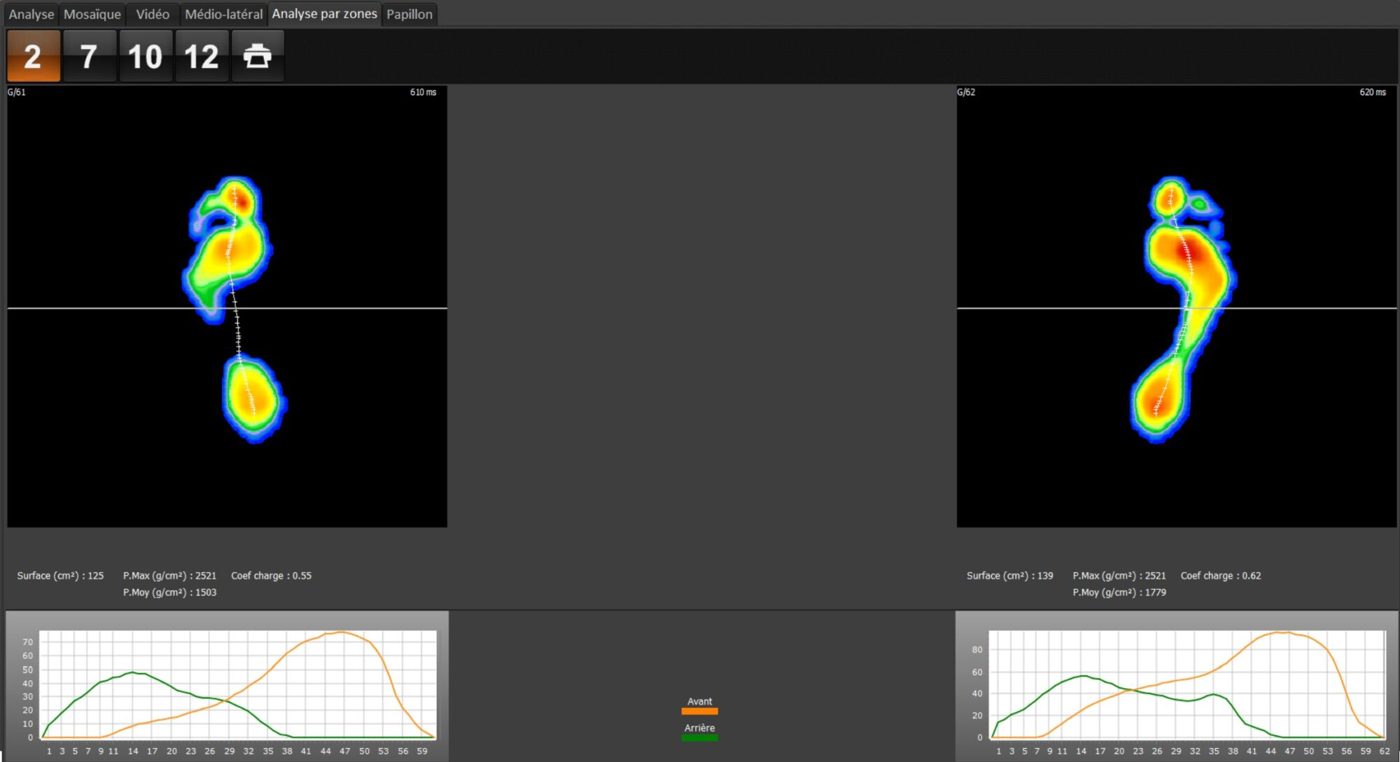 Analyse Mosaïque Vidéo Médio-latéral Analyse par zones Papillon
2 7 10 12
G/61 610 ms
G/62 620 ms
Surface (cm²) : 125 P.Max (g/cm²) : 2521 Coef charge : 0.55
P.Moy (g/cm²) : 1503
Surface (cm²) : 139 P.Max (g/cm²) : 2521 Coef charge : 0.62
P.Moy (g/cm²) : 1779
70
60
50
40
30
20
10
0
1 3 5 7 9 11 14 17 20 23 26 29 32 35 38 41 44 47 50 53 56 59
Avant
Arrière
80
60
40
20
0
1 3 5 7 9 11 14 17 20 23 26 29 32 35 38 41 44 47 50 53 56 59 62